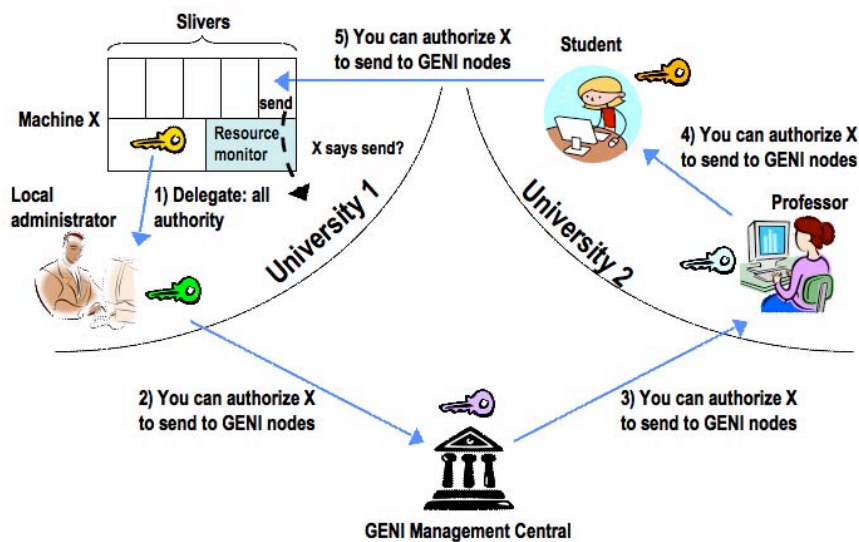 Slivers
5) You can authorize X
to send to GENI nodes
Student
send
Machine X
Resource
monitor
X says send?
4) You can authorize X
to send to GENI nodes
Local
administrator
1) Delegate: all
authority
University 1
University 2
Professor
2) You can authorize X
to send to GENI nodes
3) You can authorize X
to send to GENI nodes
GENI Management Central